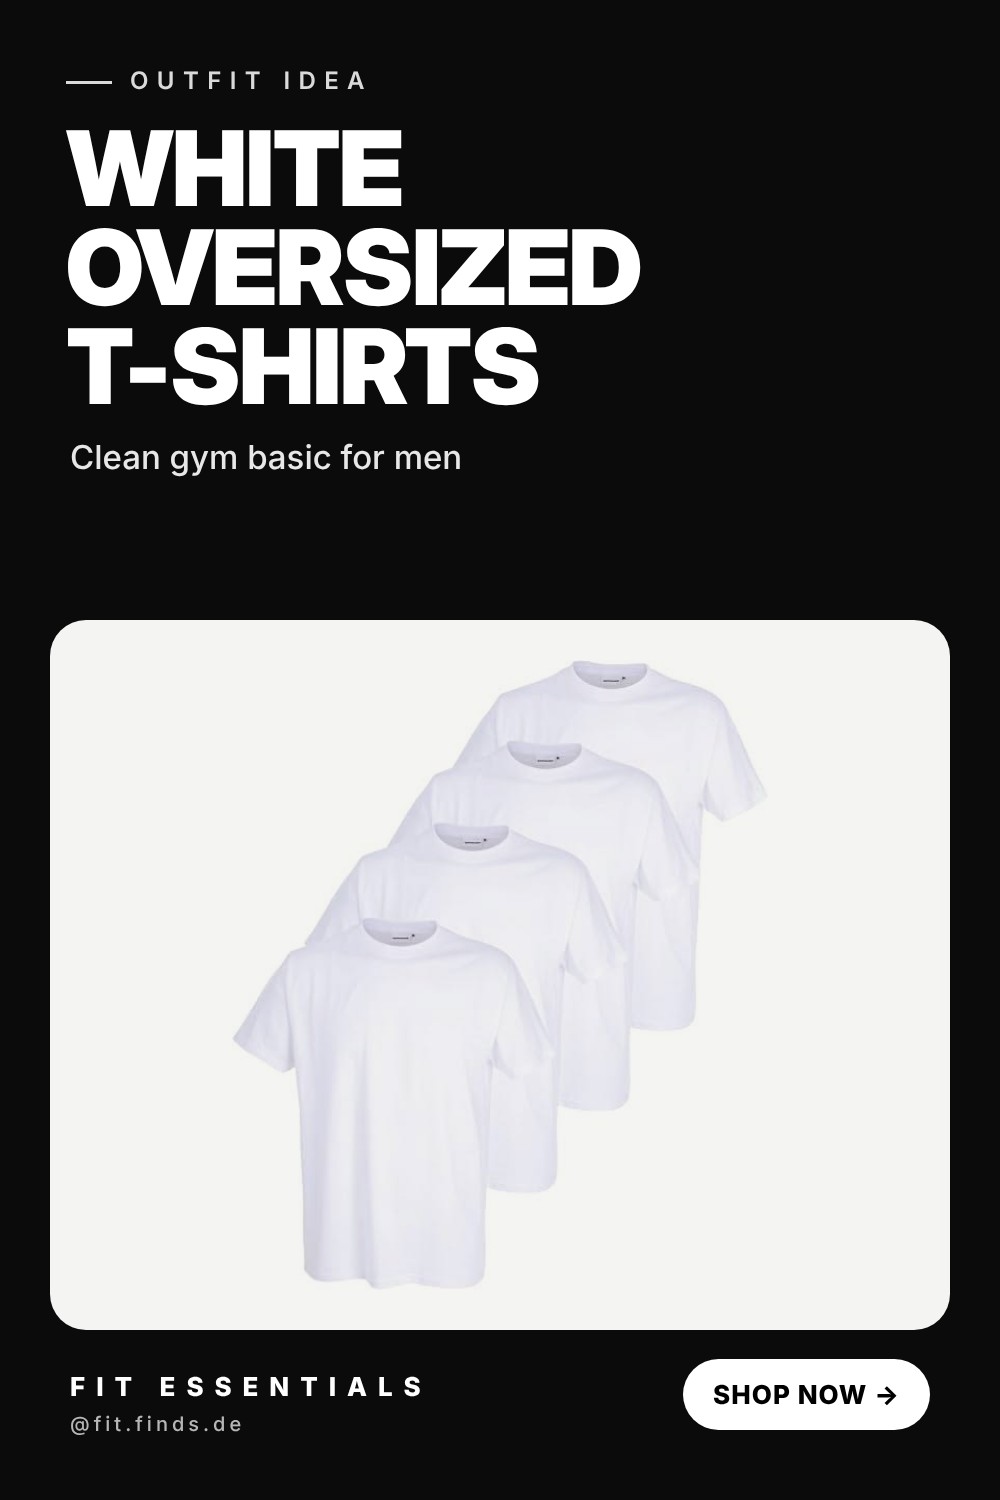 OUTFIT IDEA
WHITE
OVERSIZED
T-SHIRTS
Clean gym basic for men
FIT ESSENTIALS
@fit.finds.de
SHOP NOW →